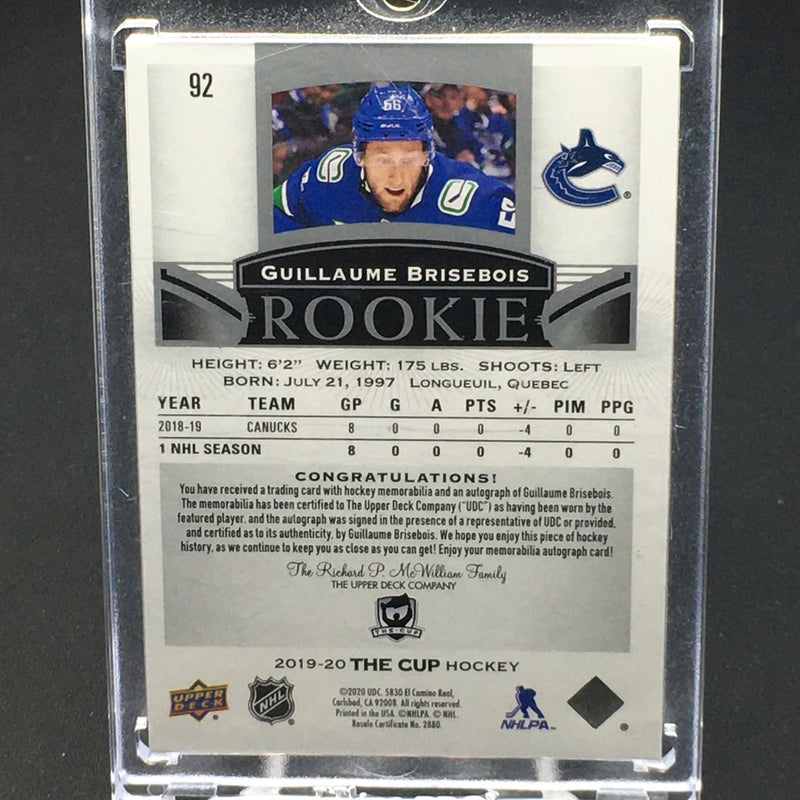 92
56
Guillaume Brisebois
ROOKIE
HEIGHT: 6'2" WEIGHT: 175 LBS. SHOOTS: LEFT
BORN: JULY 21, 1997 LONGUEUIL, QUEBEC
YEAR TEAM GP G A PTS +/- PIM PPG
2018-19 CANUCKS 8 0 0 0 -4 0 0
1 NHL SEASON 8 0 0 0 -4 0 0
CONGRATULATIONS!
You have received a trading card with hockey memorabilia and an autograph of Guillaume Brisebois.
The memorabilia has been certified to The Upper Deck Company ("UDC") as having been worn by the
featured player, and the autograph was signed in the presence of a representative of UDC or provided,
and certified as to its authenticity, by Guillaume Brisebois. We hope you enjoy this piece of hockey
history, as we continue to keep you as close as you can get! Enjoy your memorabilia autograph card!
The Richard P. McWilliam Family
THE UPPER DECK COMPANY
THE-CUP
2019-20 THE CUP HOCKEY
UPPER DECK
NHL
©2020 UDC. 5830 El Camino Real,
Carlsbad, CA 92008. All rights reserved.
Printed in the USA. ©NHLPA. © NHL.
Resale Certificate No. 2880.
NHLPA